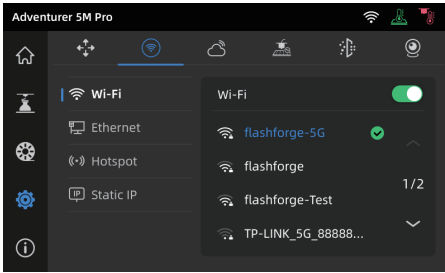 Adventurer 5M Pro
Wi-Fi
Ethernet
Hotspot
IP Static IP
Wi-Fi
flashforge-5G
flashforge
flashforge-Test
TP-LINK_5G_88888...
1/2